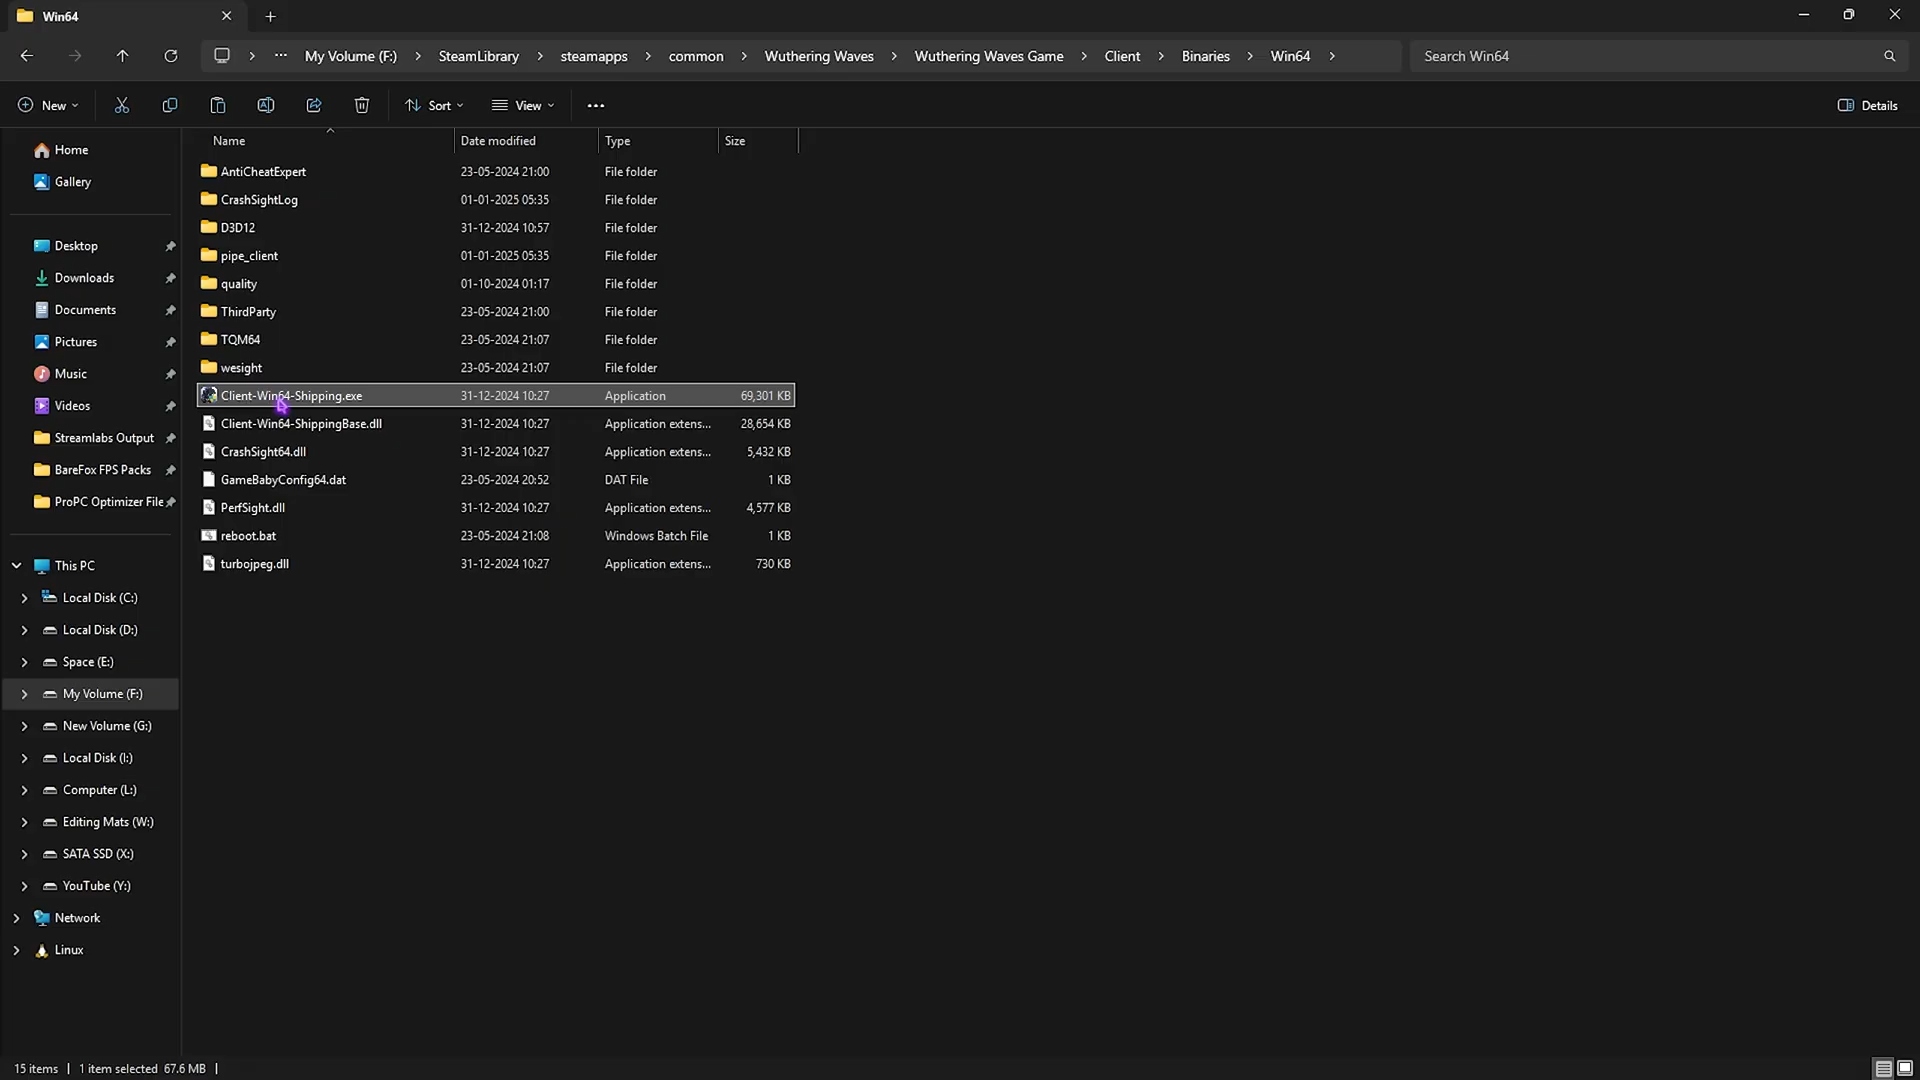 Win64
My Volume (F:) SteamLibrary steamapps common Wuthering Waves Wuthering Waves Game Client Binaries Win64 Search Win64
New Sort View Details
Name Date modified Type Size
Home
Gallery
Desktop
Downloads
Documents
Pictures
Music
Videos
Streamlabs Output
BareFox FPS Packs
ProPC Optimizer File
This PC
Local Disk (C:)
Local Disk (D:)
Space (E:)
My Volume (F:)
New Volume (G:)
Local Disk (I:)
Computer (L:)
Editing Mats (W:)
SATA SSD (X:)
YouTube (Y:)
Network
Linux
AntiCheatExpert 23-05-2024 21:00 File folder
CrashSightLog 01-01-2025 05:35 File folder
D3D12 31-12-2024 10:57 File folder
pipe_client 01-01-2025 05:35 File folder
quality 01-10-2024 01:17 File folder
ThirdParty 23-05-2024 21:00 File folder
TQM64 23-05-2024 21:07 File folder
wesight 23-05-2024 21:07 File folder
Client-Win64-Shipping.exe 31-12-2024 10:27 Application 69,301 KB
Client-Win64-ShippingBase.dll 31-12-2024 10:27 Application extens... 28,654 KB
CrashSight64.dll 31-12-2024 10:27 Application extens... 5,432 KB
GameBabyConfig64.dat 23-05-2024 20:52 DAT File 1 KB
PerfSight.dll 31-12-2024 10:27 Application extens... 4,577 KB
reboot.bat 23-05-2024 21:08 Windows Batch File 1 KB
turbojpeg.dll 31-12-2024 10:27 Application extens... 730 KB
15 items | 1 item selected 67.6 MB |